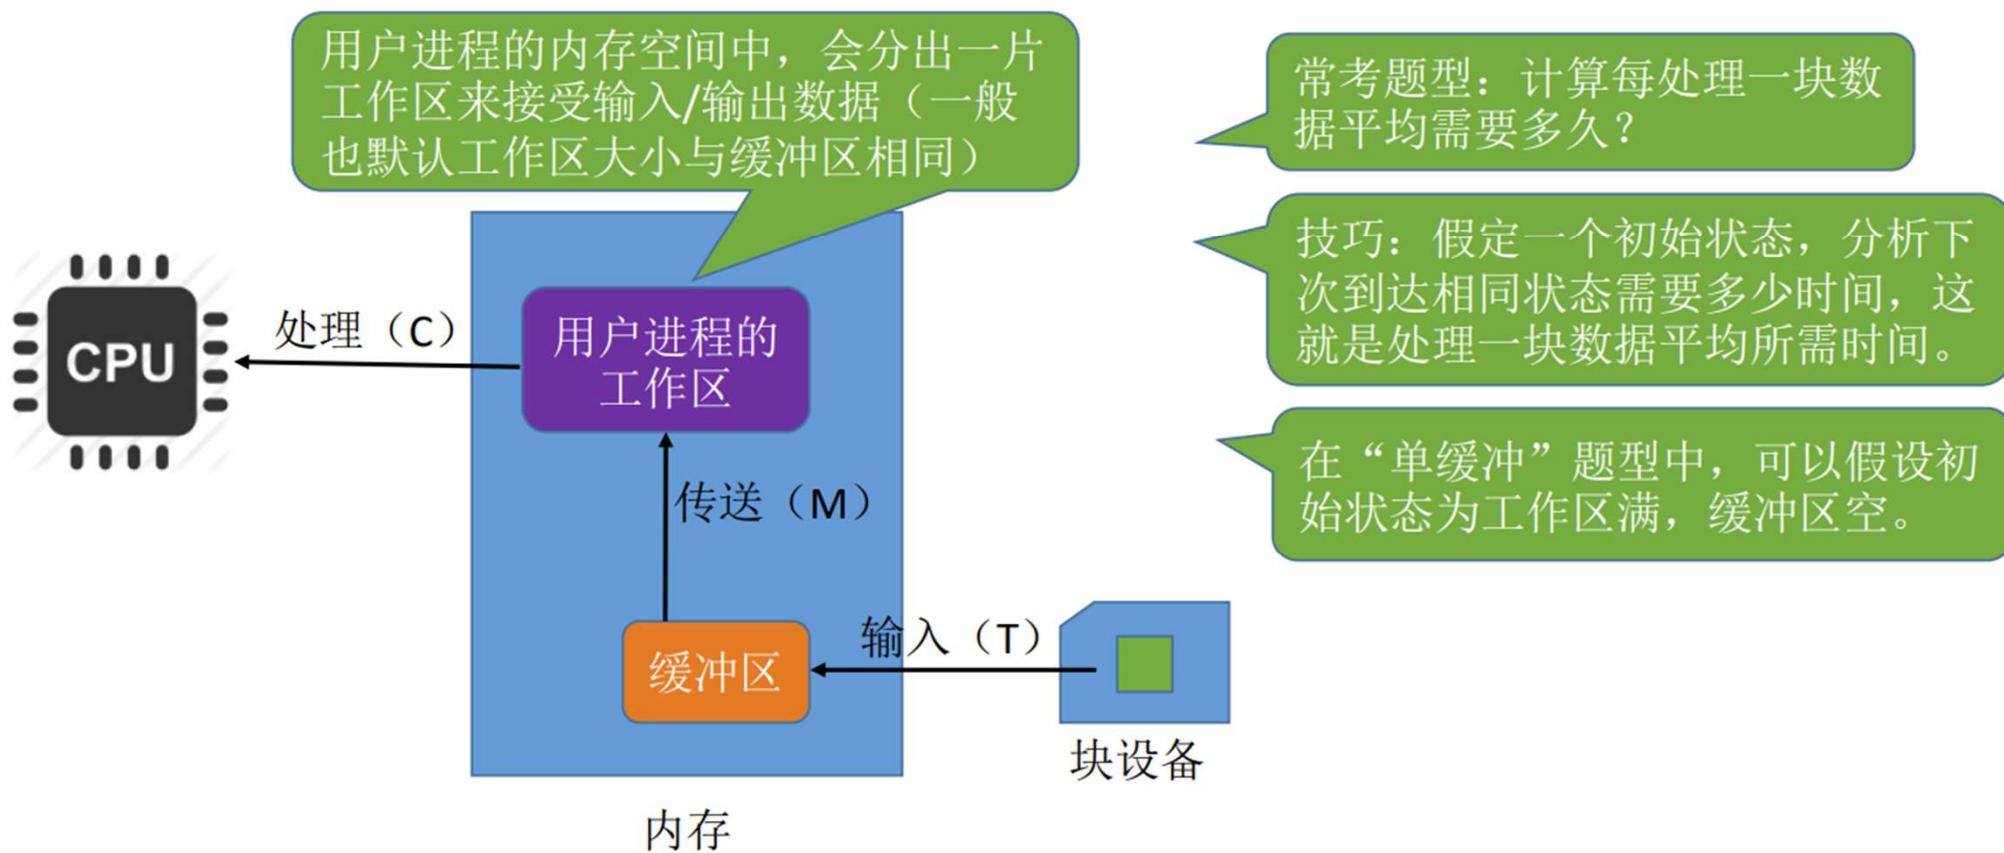 用户进程的内存空间中，会分出一片
工作区来接受输入/输出数据（一般
也默认工作区大小与缓冲区相同）
常考题型：计算每处理一块数
据平均需要多久？
技巧：假定一个初始状态，分析下
次到达相同状态需要多少时间，这
就是处理一块数据平均所需时间。
在“单缓冲”题型中，可以假设初
始状态为工作区满，缓冲区空。
CPU
处理（C）
用户进程的
工作区
传送（M）
缓冲区
输入（T）
块设备
内存